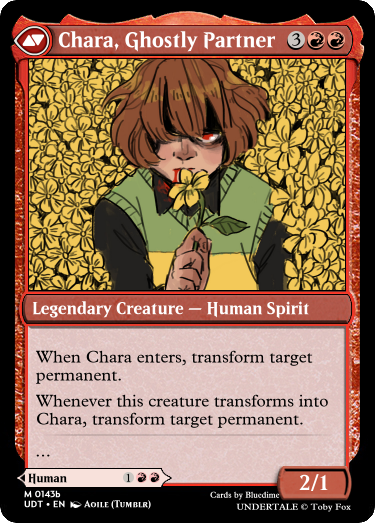 Chara, Ghostly Partner 3
Legendary Creature — Human Spirit
When Chara enters, transform target
permanent.
Whenever this creature transforms into
Chara, transform target permanent.
...
Human 1
2/1
M 0143b
UDT • EN Aoile (Tumblr)
Cards by Bluedime
UNDERTALE © Toby Fox